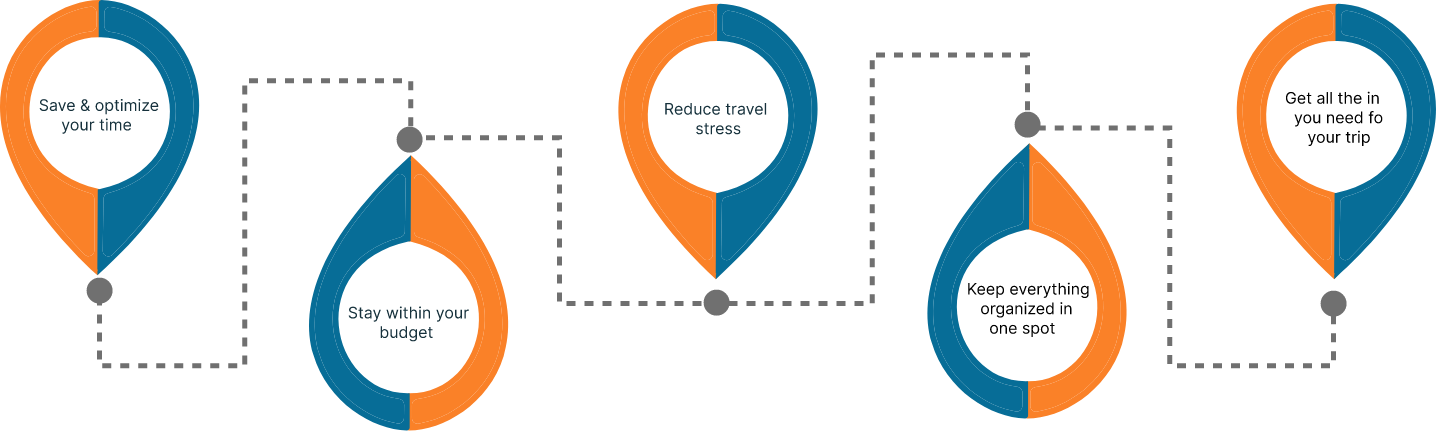 Save & optimize
your time
Stay within your
budget
Reduce travel
stress
Keep everything
organized in
one spot
Get all the in
you need fo
your trip